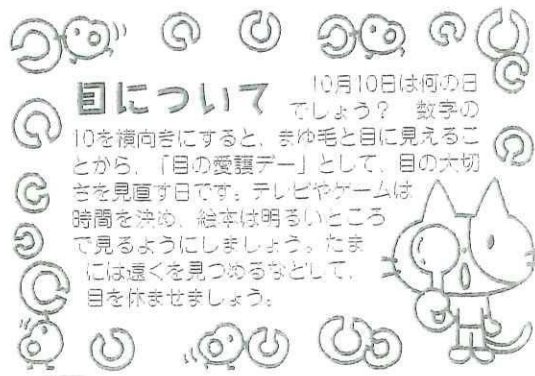 目について 10月10日は何の日
でしょう? 数字の
10を横向きにすると、まゆ毛と目に見えるこ
とから、「目の愛護デー」として、目の大切
さを見直す日です。テレビやゲームは
時間を決め、絵本は明るいところ
で見るようにしましょう。たま
には遠くを見つめるなどして、
目を休ませましょう。